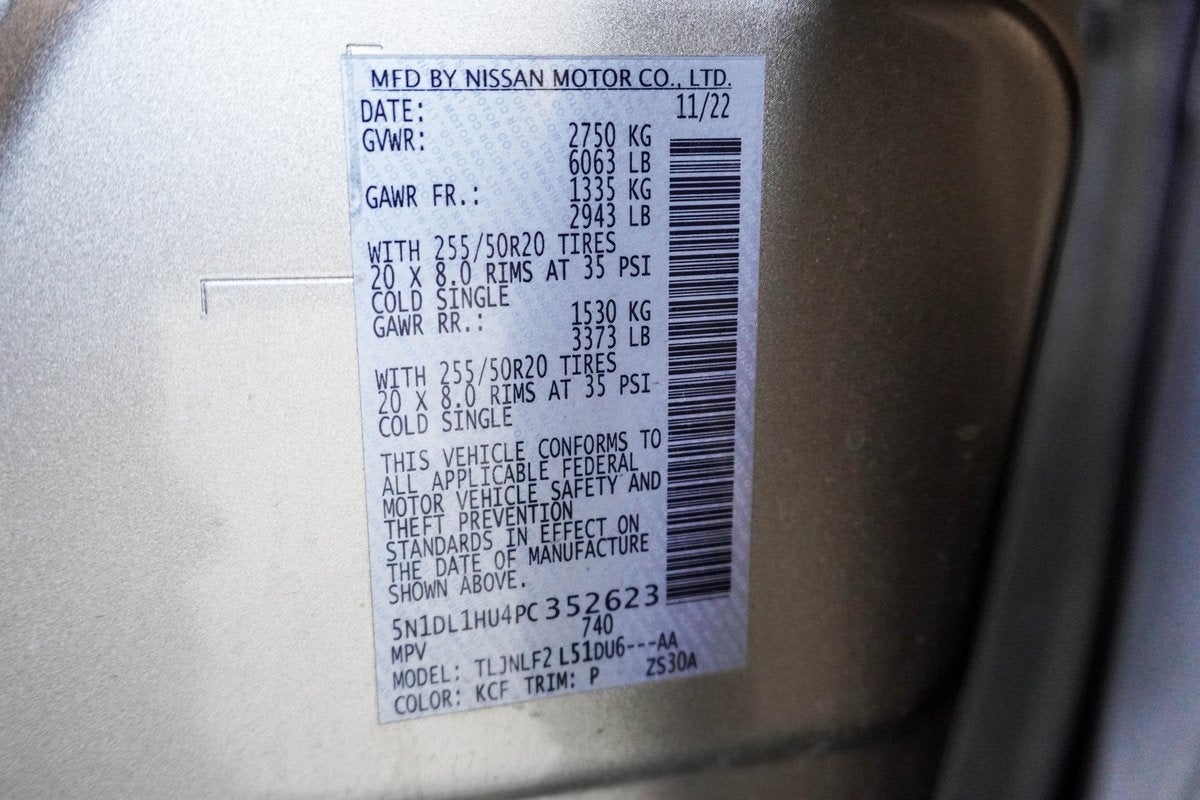 MFD BY NISSAN MOTOR CO., LTD.
DATE: 11/22
GVWR: 2750 KG
6063 LB
GAWR FR.: 1335 KG
2943 LB
WITH 255/50R20 TIRES
20 X 8.0 RIMS AT 35 PSI
COLD SINGLE
GAWR RR.: 1530 KG
3373 LB
WITH 255/50R20 TIRES
20 X 8.0 RIMS AT 35 PSI
COLD SINGLE
THIS VEHICLE CONFORMS TO
ALL APPLICABLE FEDERAL
MOTOR VEHICLE SAFETY AND
THEFT PREVENTION
STANDARDS IN EFFECT ON
THE DATE OF MANUFACTURE
SHOWN ABOVE.
5N1DL1HU4PC352623
MPV 740
MODEL: TLJNLF2 L51DU6---AA
COLOR: KCF TRIM: P ZS30A